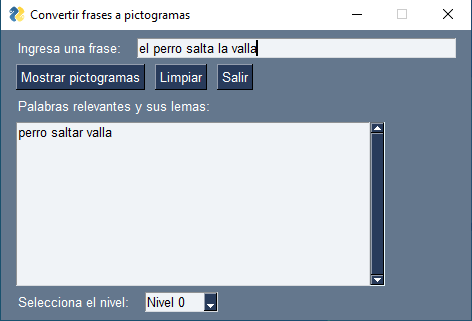 Convertir frases a pictogramas
Ingresa una frase: el perro salta la valla
Mostrar pictogramas Limpiar Salir
Palabras relevantes y sus lemas:
perro saltar valla
Selecciona el nivel: Nivel 0